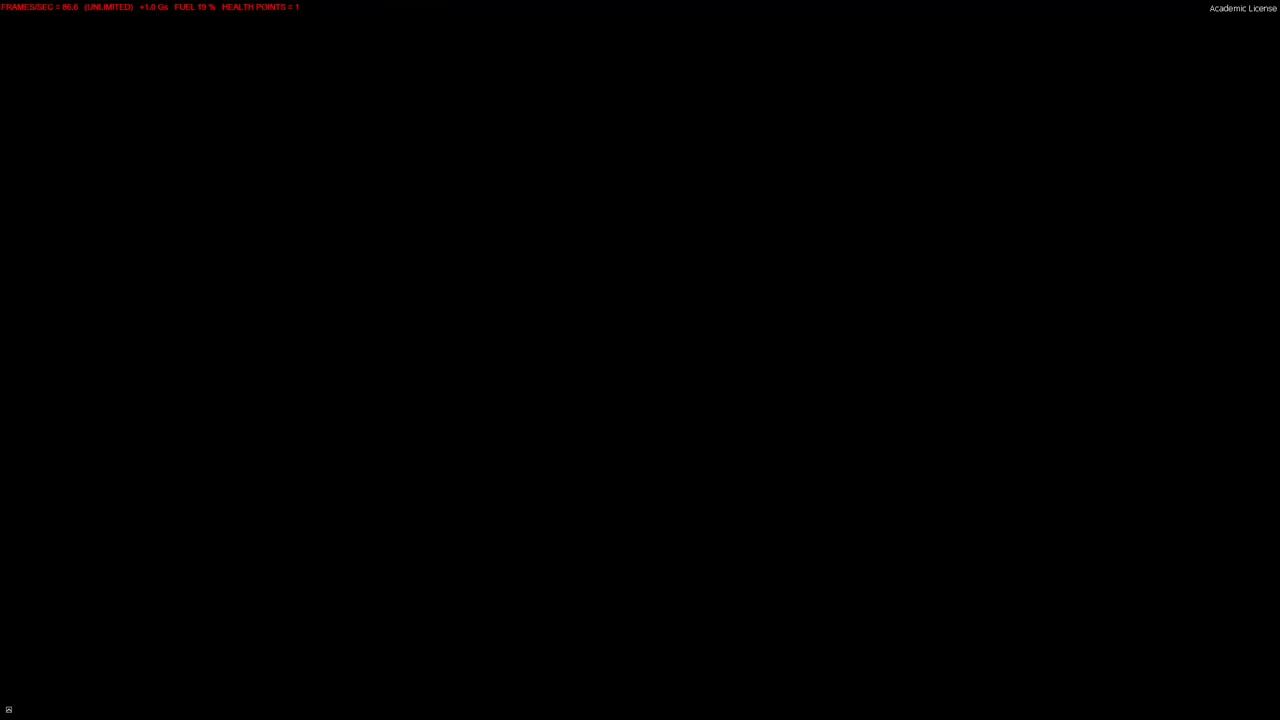 FRAMES/SEC = 86.6 (UNLIMITED) +1.0 Gs FUEL 19 % HEALTH POINTS = 1
Academic License